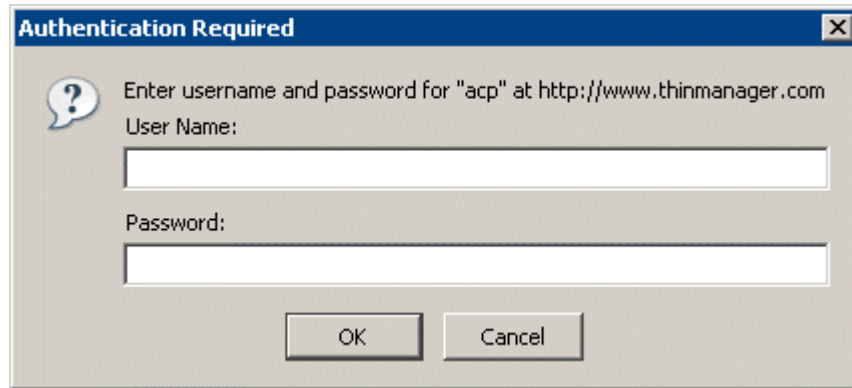 Authentication Required
Enter username and password for "acp" at http://www.thinmanager.com
User Name:
Password:
OK
Cancel